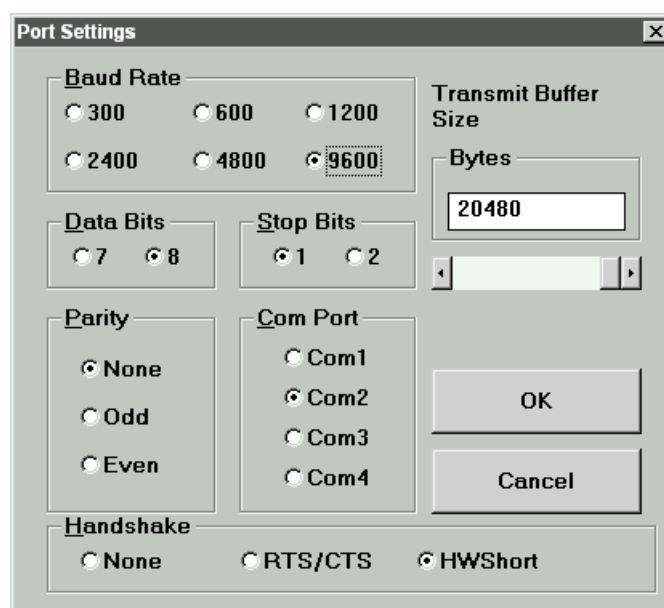 Port Settings
Baud Rate
300 600 1200
2400 4800 9600
Transmit Buffer
Size
Bytes
20480
Data Bits
7 8
Stop Bits
1 2
Parity
None
Odd
Even
Com Port
Com1
Com2
Com3
Com4
OK
Cancel
Handshake
None RTS/CTS HWShort